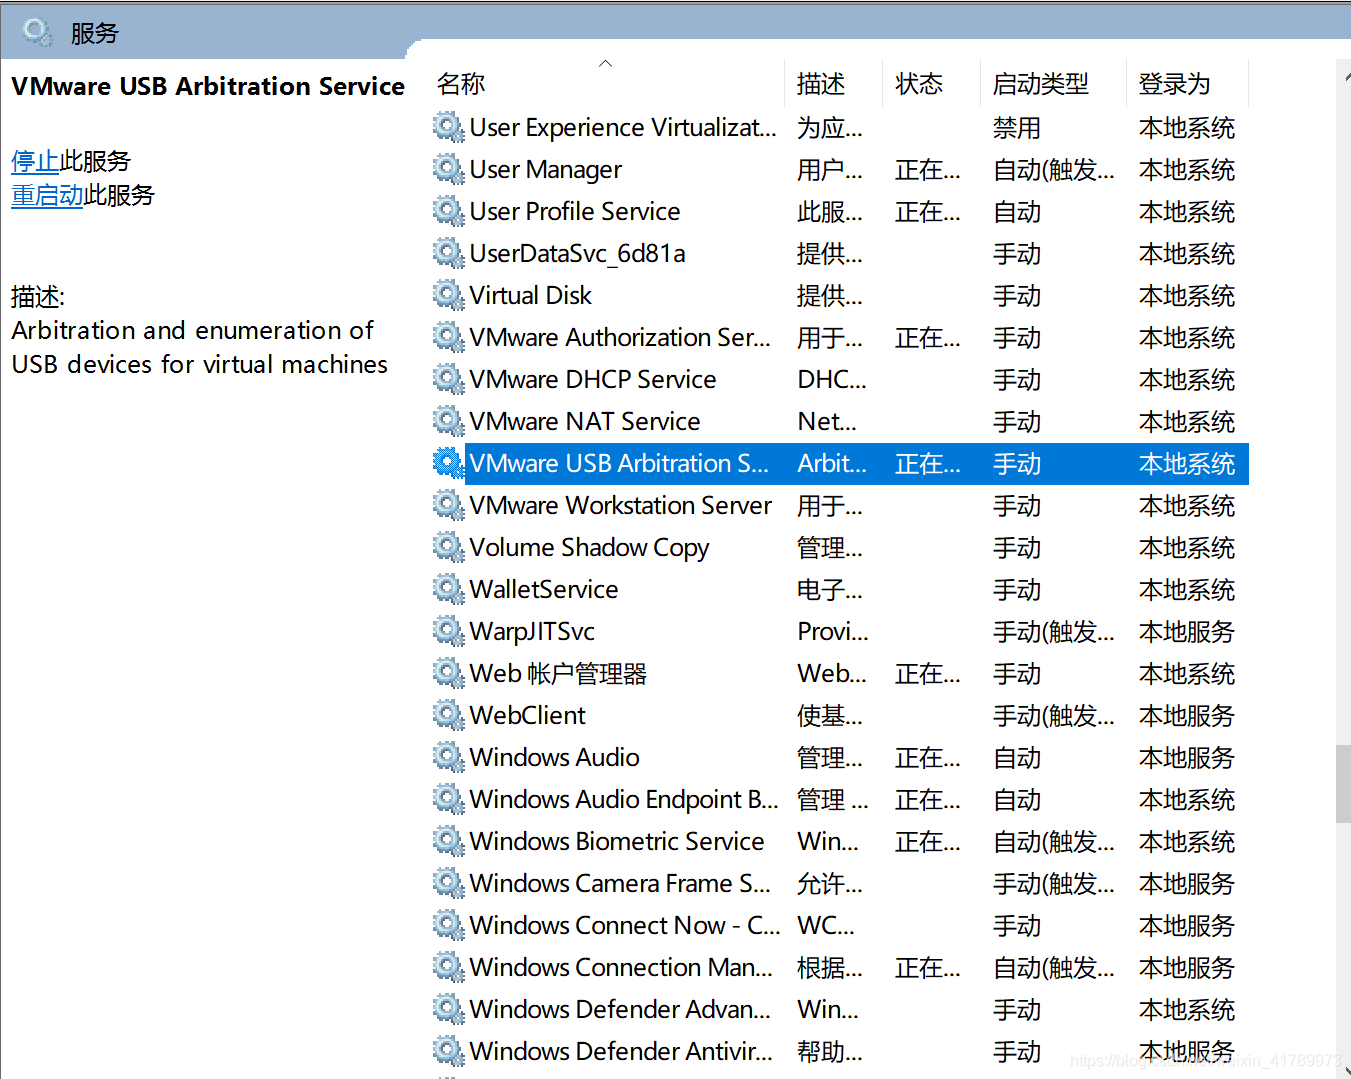 服务
VMware USB Arbitration Service
停止此服务
重启动此服务
描述:
Arbitration and enumeration of
USB devices for virtual machines
名称 描述 状态 启动类型 登录为
User Experience Virtualizat... 为应... 禁用 本地系统
User Manager 用户... 正在... 自动(触发... 本地系统
User Profile Service 此服... 正在... 自动 本地系统
UserDataSvc_6d81a 提供... 手动 本地系统
Virtual Disk 提供... 手动 本地系统
VMware Authorization Ser... 用于... 正在... 手动 本地系统
VMware DHCP Service DHC... 手动 本地系统
VMware NAT Service Net... 手动 本地系统
VMware USB Arbitration S... Arbit... 正在... 手动 本地系统
VMware Workstation Server 用于... 手动 本地系统
Volume Shadow Copy 管理... 手动 本地系统
WalletService 电子... 手动 本地系统
WarpJITSvc Provi... 手动(触发... 本地服务
Web 帐户管理器 Web... 正在... 手动 本地系统
WebClient 使基... 手动(触发... 本地服务
Windows Audio 管理... 正在... 自动 本地服务
Windows Audio Endpoint B... 管理 ... 正在... 自动 本地系统
Windows Biometric Service Win... 正在... 自动(触发... 本地系统
Windows Camera Frame S... 允许... 手动(触发... 本地服务
Windows Connect Now - C... WC... 手动 本地服务
Windows Connection Man... 根据... 正在... 自动(触发... 本地服务
Windows Defender Advan... Win... 手动 本地系统
Windows Defender Antivir... 帮助... 手动 本地服务
https://blog.csdn.net/weixin_41789973